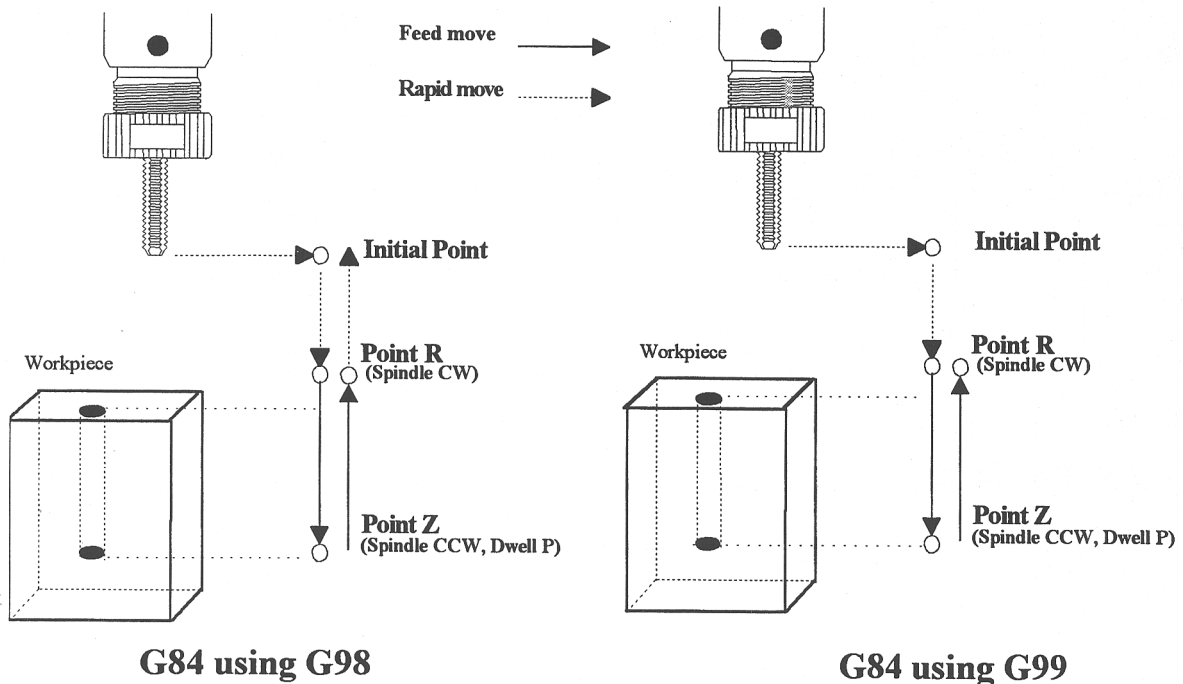 Feed move
Rapid move
Initial Point
Workpiece
Point R
(Spindle CW)
Point Z
(Spindle CCW, Dwell P)
G84 using G98
Initial Point
Workpiece
Point R
(Spindle CW)
Point Z
(Spindle CCW, Dwell P)
G84 using G99